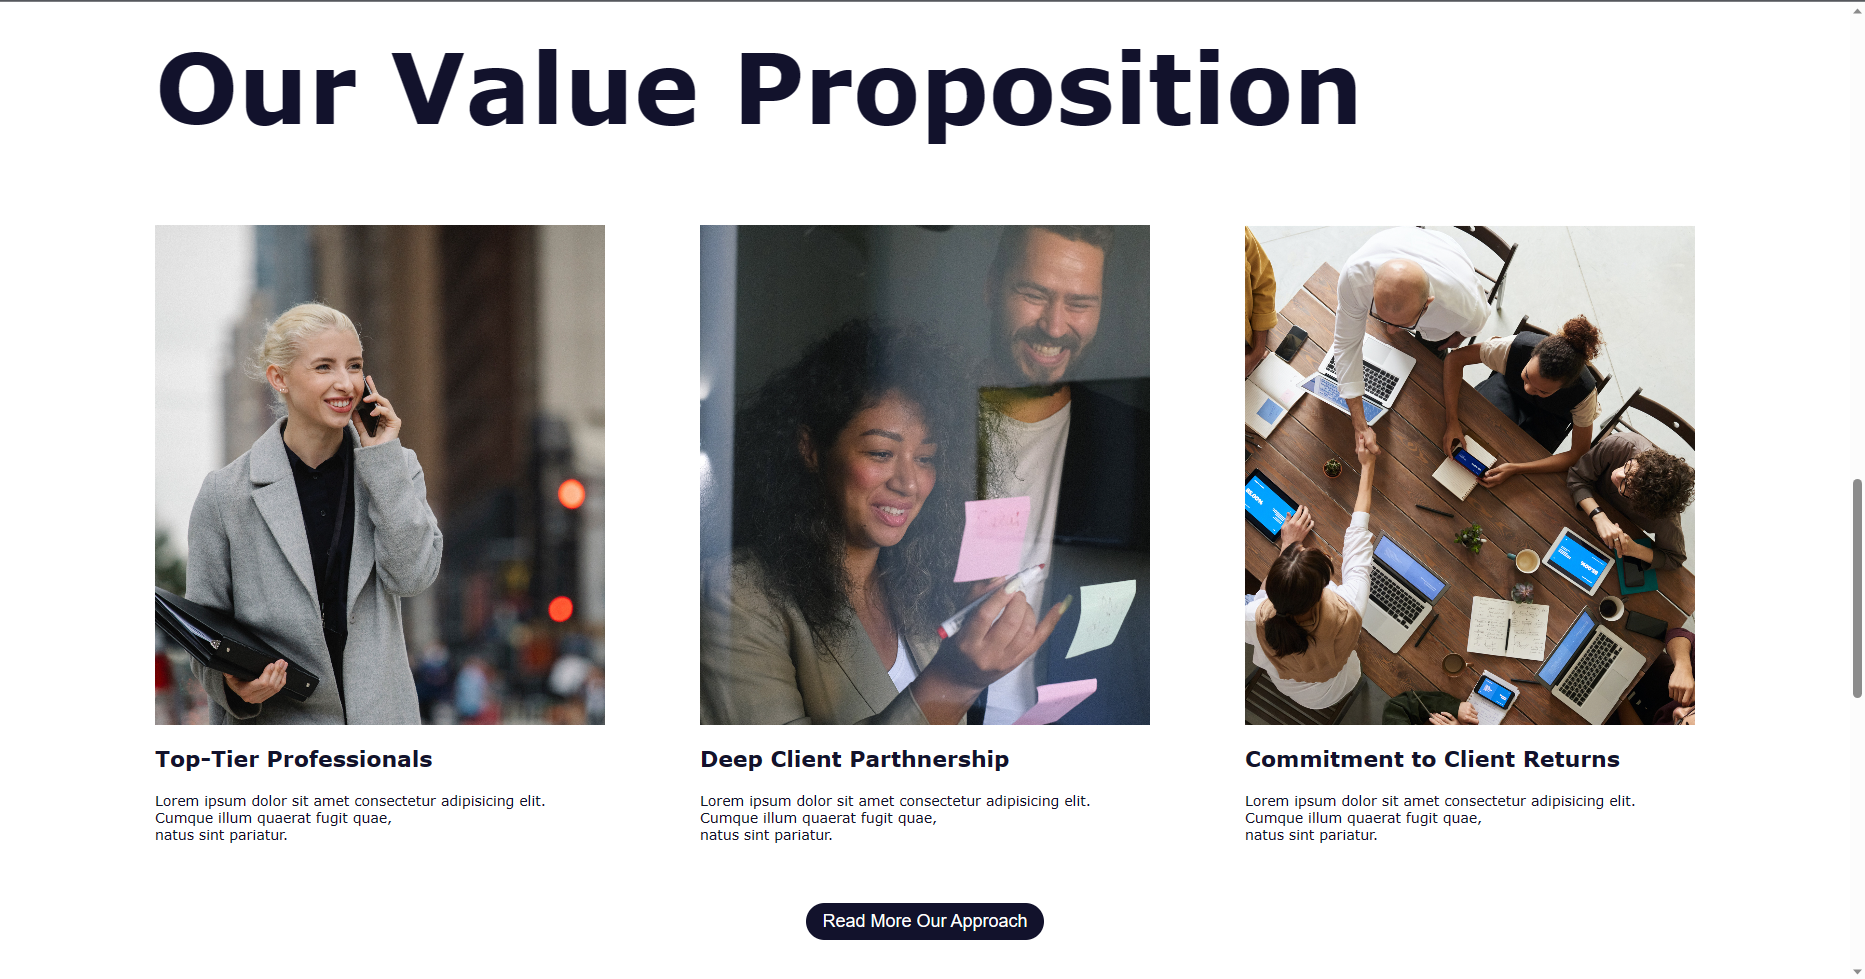 Our Value Proposition
Top-Tier Professionals
Lorem ipsum dolor sit amet consectetur adipisicing elit.
Cumque illum quaerat fugit quae,
natus sint pariatur.
Deep Client Parthnership
Lorem ipsum dolor sit amet consectetur adipisicing elit.
Cumque illum quaerat fugit quae,
natus sint pariatur.
Commitment to Client Returns
Lorem ipsum dolor sit amet consectetur adipisicing elit.
Cumque illum quaerat fugit quae,
natus sint pariatur.
Read More Our Approach